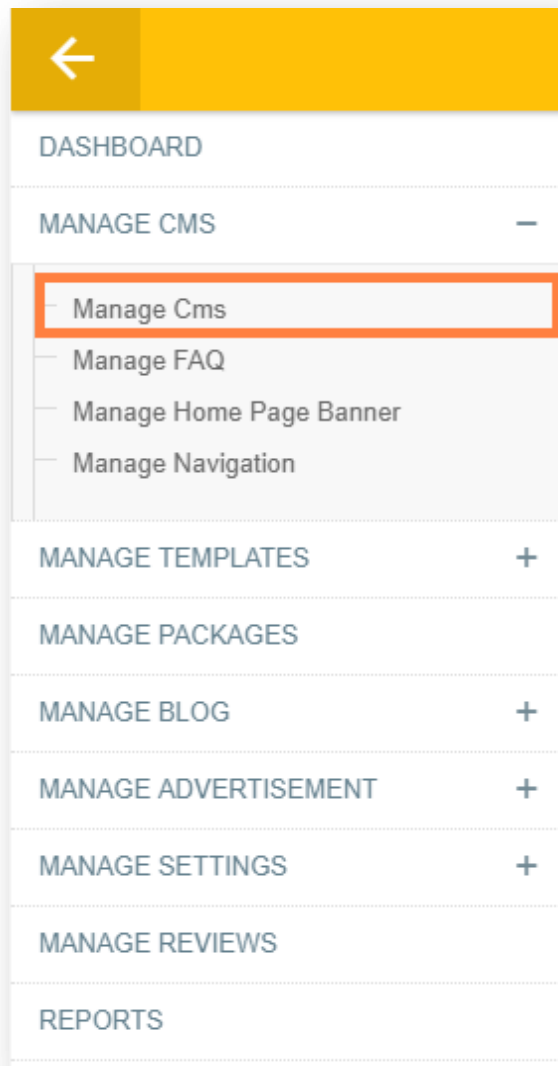 DASHBOARD
MANAGE CMS
Manage Cms
Manage FAQ
Manage Home Page Banner
Manage Navigation
MANAGE TEMPLATES
MANAGE PACKAGES
MANAGE BLOG
MANAGE ADVERTISEMENT
MANAGE SETTINGS
MANAGE REVIEWS
REPORTS